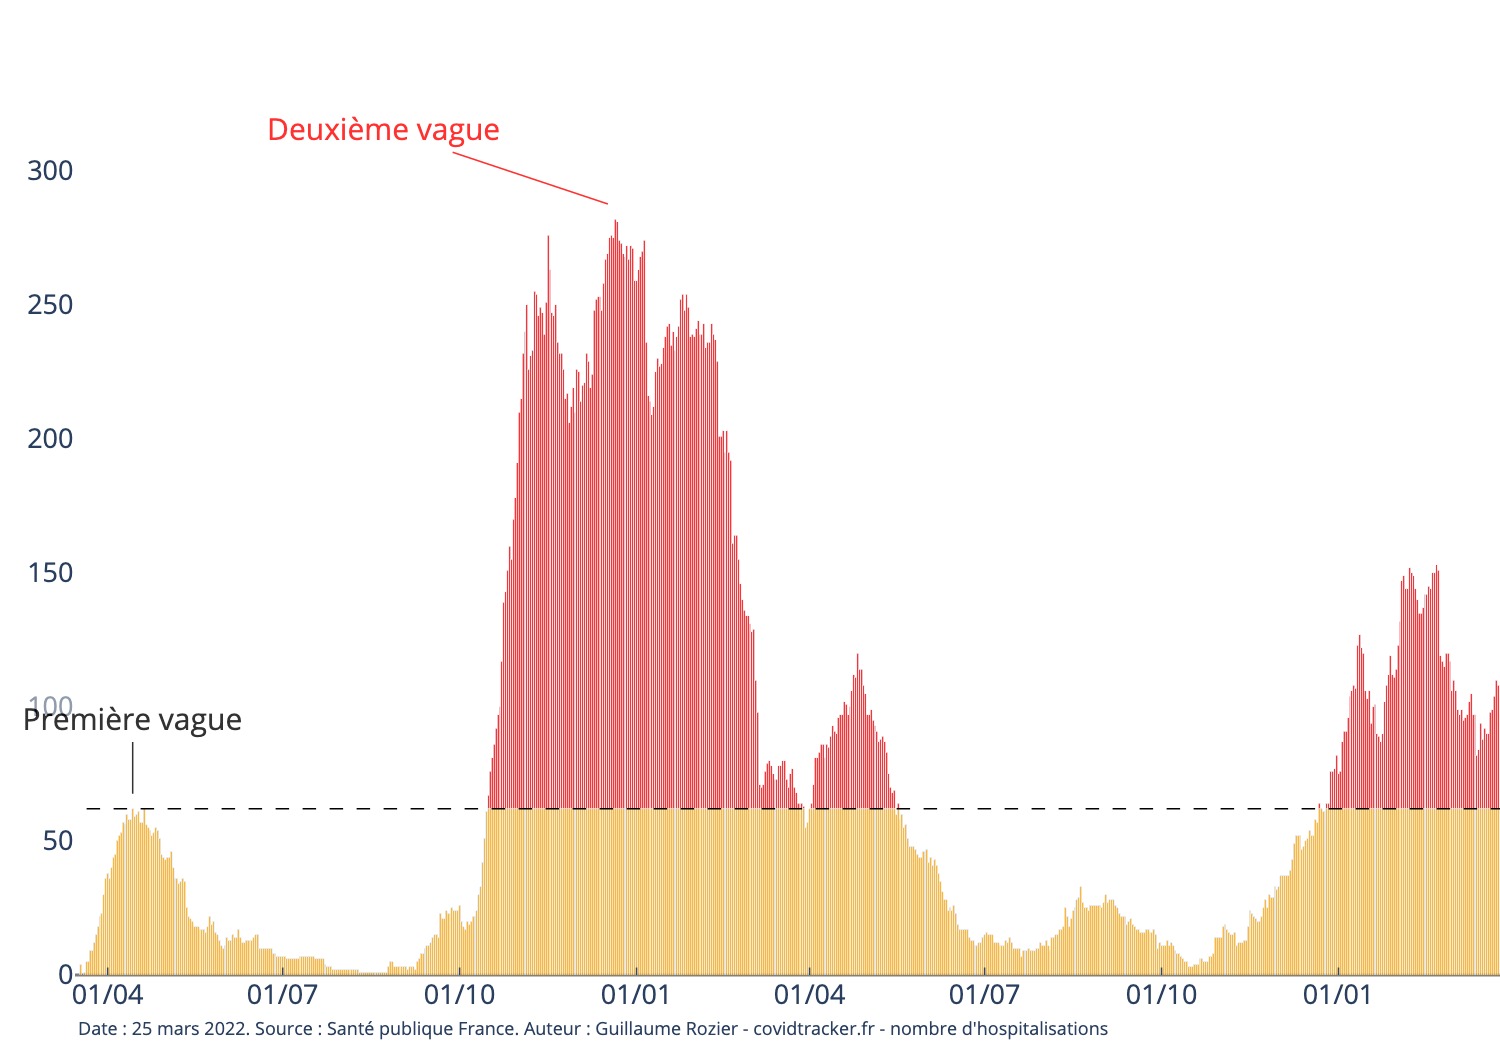 Deuxième vague
300
250
200
150
100
Première vague
50
0
01/04 01/07 01/10 01/01 01/04 01/07 01/10 01/01
Date : 25 mars 2022. Source : Santé publique France. Auteur : Guillaume Rozier - covidtracker.fr - nombre d'hospitalisations